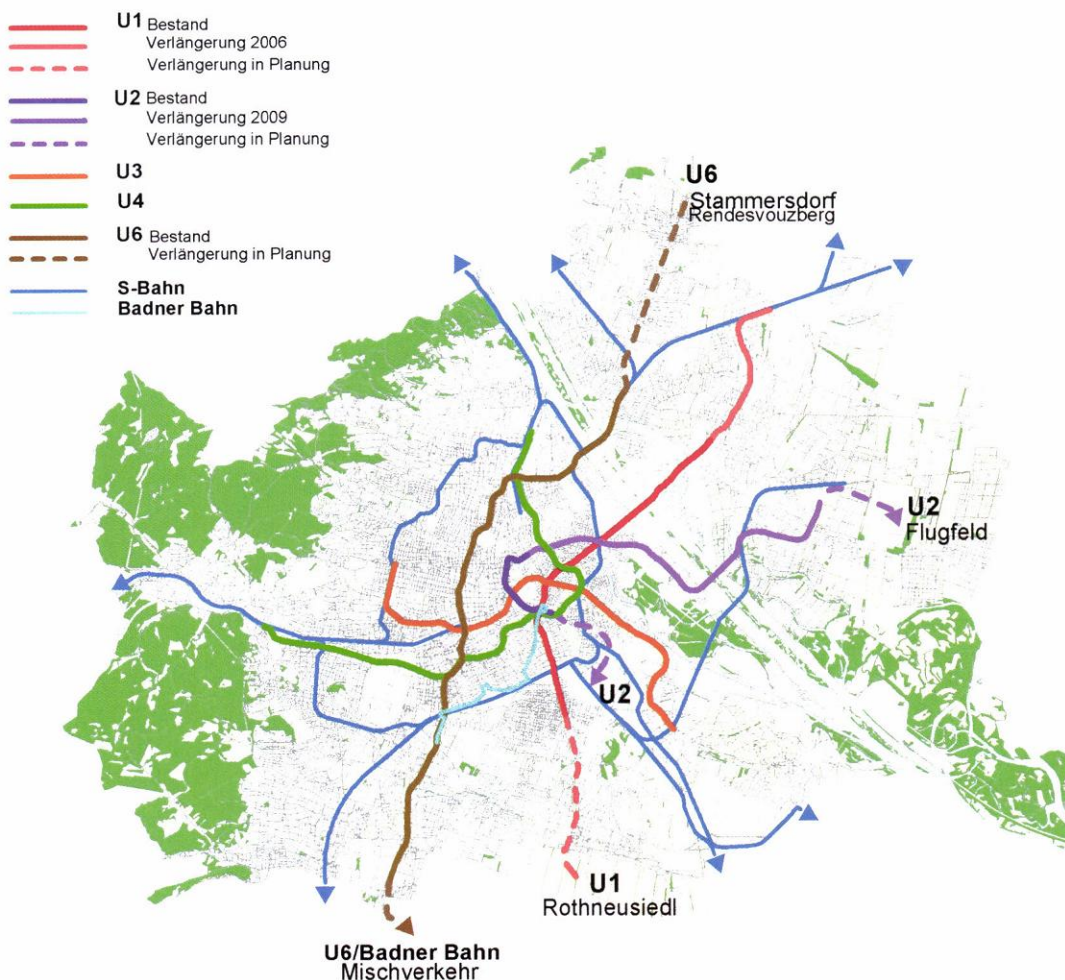 U1 Bestand
Verlängerung 2006
Verlängerung in Planung
U2 Bestand
Verlängerung 2009
Verlängerung in Planung
U3
U4
U6 Bestand
Verlängerung in Planung
S-Bahn
Badner Bahn
U6
Stammersdorf
Rendesvouzberg
U2
Flugfeld
U2
U1
Rothneusiedl
U6/Badner Bahn
Mischverkehr